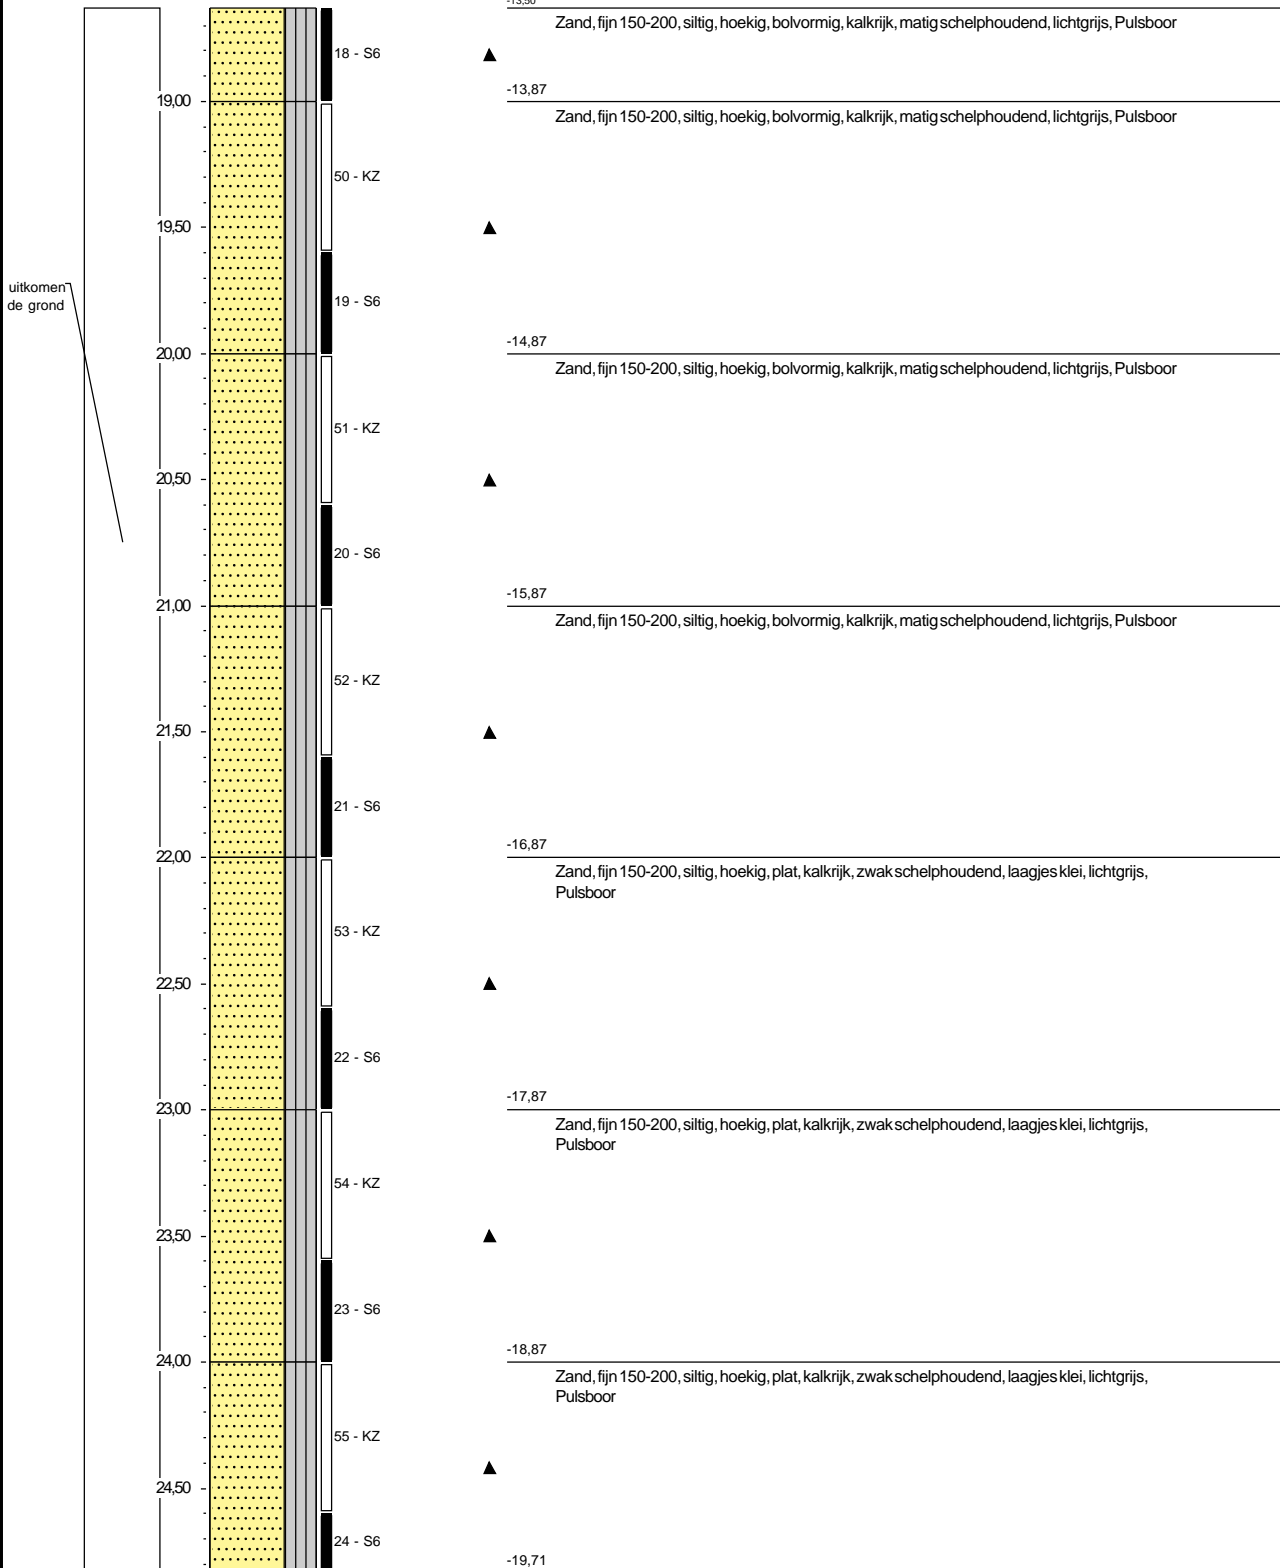 -13,50
Zand, fijn 150-200, siltig, hoekig, bolvormig, kalkrijk, matig schelphoudend, lichtgrijs, Pulsboor
18 - S6
-13,87
19,00
Zand, fijn 150-200, siltig, hoekig, bolvormig, kalkrijk, matig schelphoudend, lichtgrijs, Pulsboor
50 - KZ
19,50
uitkomen
de grond
19 - S6
-14,87
20,00
Zand, fijn 150-200, siltig, hoekig, bolvormig, kalkrijk, matig schelphoudend, lichtgrijs, Pulsboor
51 - KZ
20,50
20 - S6
-15,87
21,00
Zand, fijn 150-200, siltig, hoekig, bolvormig, kalkrijk, matig schelphoudend, lichtgrijs, Pulsboor
52 - KZ
21,50
21 - S6
-16,87
22,00
Zand, fijn 150-200, siltig, hoekig, plat, kalkrijk, zwak schelphoudend, laagjes klei, lichtgrijs,
Pulsboor
53 - KZ
22,50
22 - S6
-17,87
23,00
Zand, fijn 150-200, siltig, hoekig, plat, kalkrijk, zwak schelphoudend, laagjes klei, lichtgrijs,
Pulsboor
54 - KZ
23,50
23 - S6
-18,87
24,00
Zand, fijn 150-200, siltig, hoekig, plat, kalkrijk, zwak schelphoudend, laagjes klei, lichtgrijs,
Pulsboor
55 - KZ
24,50
24 - S6
-19,71